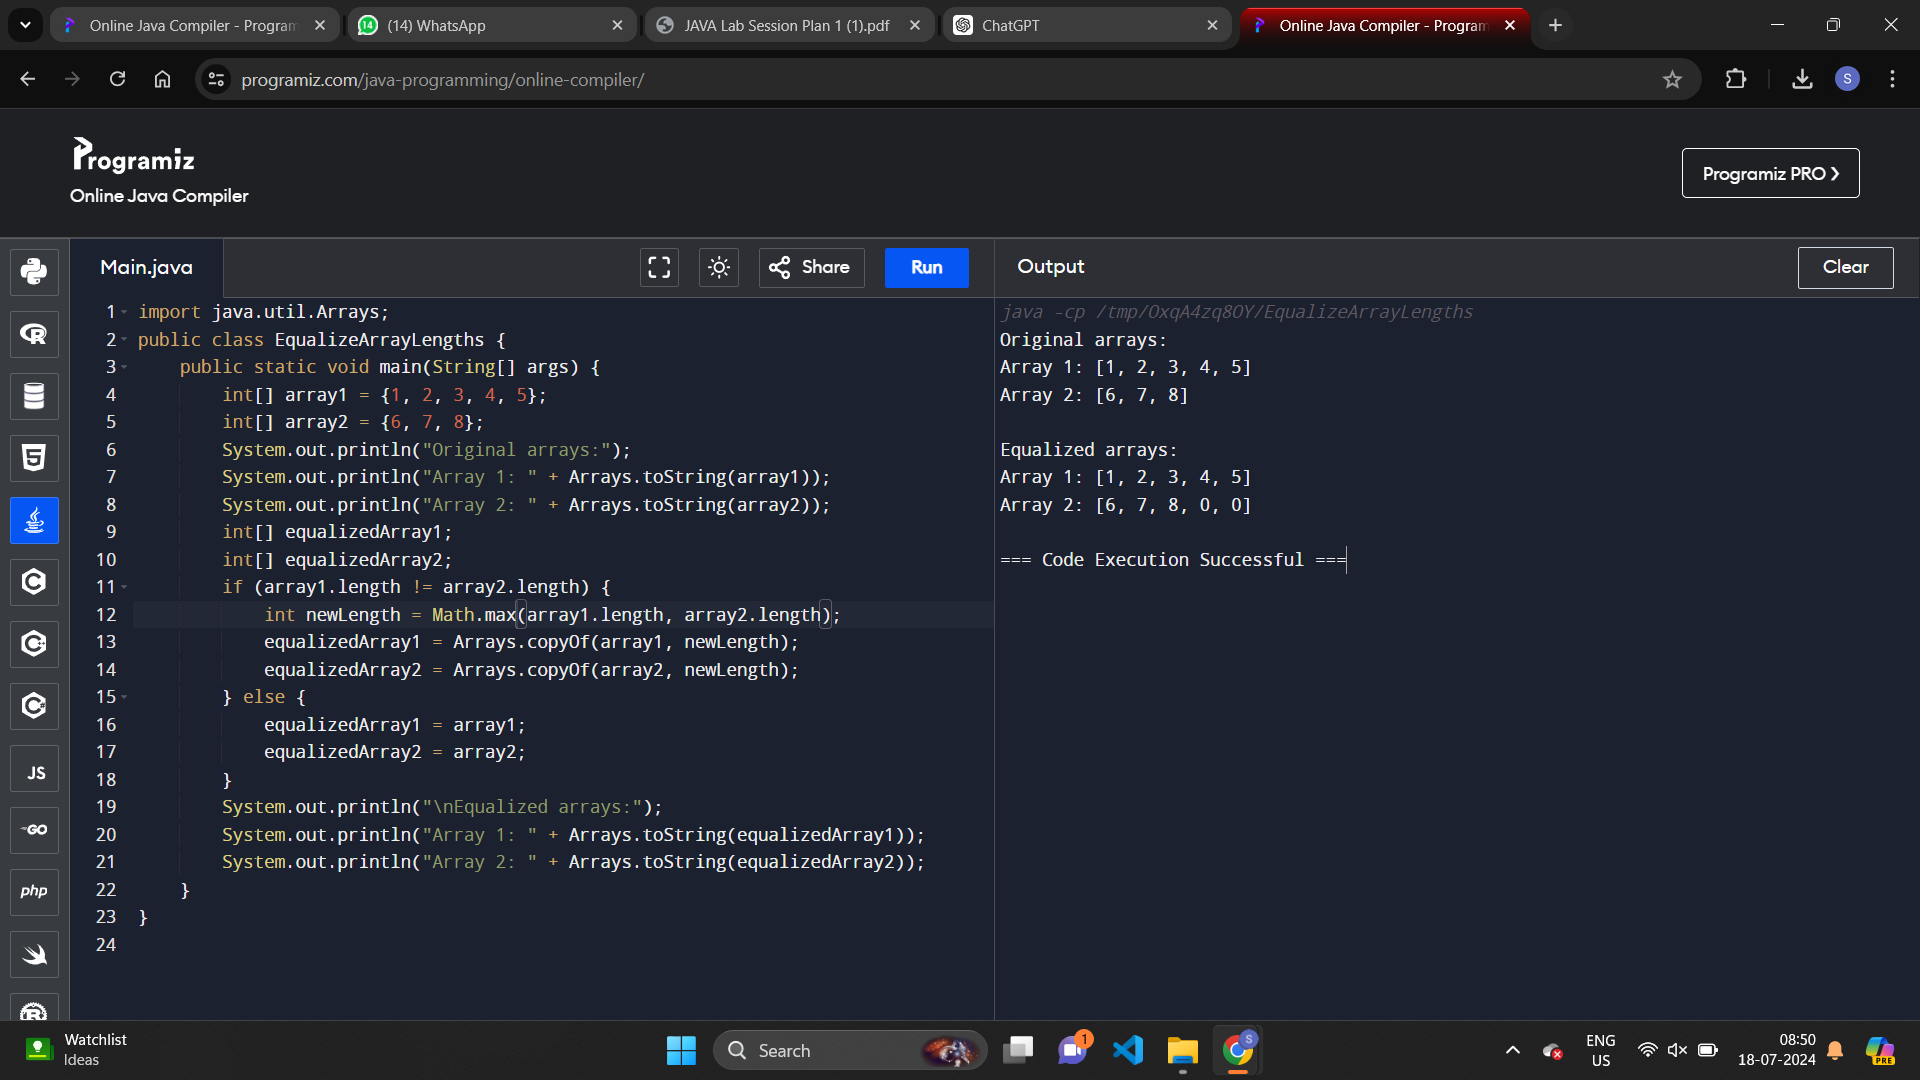 Online Java Compiler - Program
(14) WhatsApp
JAVA Lab Session Plan 1 (1).pdf
ChatGPT
Online Java Compiler - Program
programiz.com/java-programming/online-compiler/
S
Programiz
Online Java Compiler
Programiz PRO
Main.java
Share
Run
Output
Clear
1 import java.util.Arrays;
2 public class EqualizeArrayLengths {
3 public static void main(String[] args) {
4 int[] array1 = {1, 2, 3, 4, 5};
5 int[] array2 = {6, 7, 8};
6 System.out.println("Original arrays:");
7 System.out.println("Array 1: " + Arrays.toString(array1));
8 System.out.println("Array 2: " + Arrays.toString(array2));
9 int[] equalizedArray1;
10 int[] equalizedArray2;
11 if (array1.length != array2.length) {
12 int newLength = Math.max(array1.length, array2.length);
13 equalizedArray1 = Arrays.copyOf(array1, newLength);
14 equalizedArray2 = Arrays.copyOf(array2, newLength);
15 } else {
16 equalizedArray1 = array1;
17 equalizedArray2 = array2;
18 }
19 System.out.println("\nEqualized arrays:");
20 System.out.println("Array 1: " + Arrays.toString(equalizedArray1));
21 System.out.println("Array 2: " + Arrays.toString(equalizedArray2));
22 }
23 }
24
java -cp /tmp/OxqA4zq8OY/EqualizeArrayLengths
Original arrays:
Array 1: [1, 2, 3, 4, 5]
Array 2: [6, 7, 8]
Equalized arrays:
Array 1: [1, 2, 3, 4, 5]
Array 2: [6, 7, 8, 0, 0]
=== Code Execution Successful ===
JS
GO
php
Watchlist
Ideas
Search
1
S
ENG
US
08:50
18-07-2024
PRE